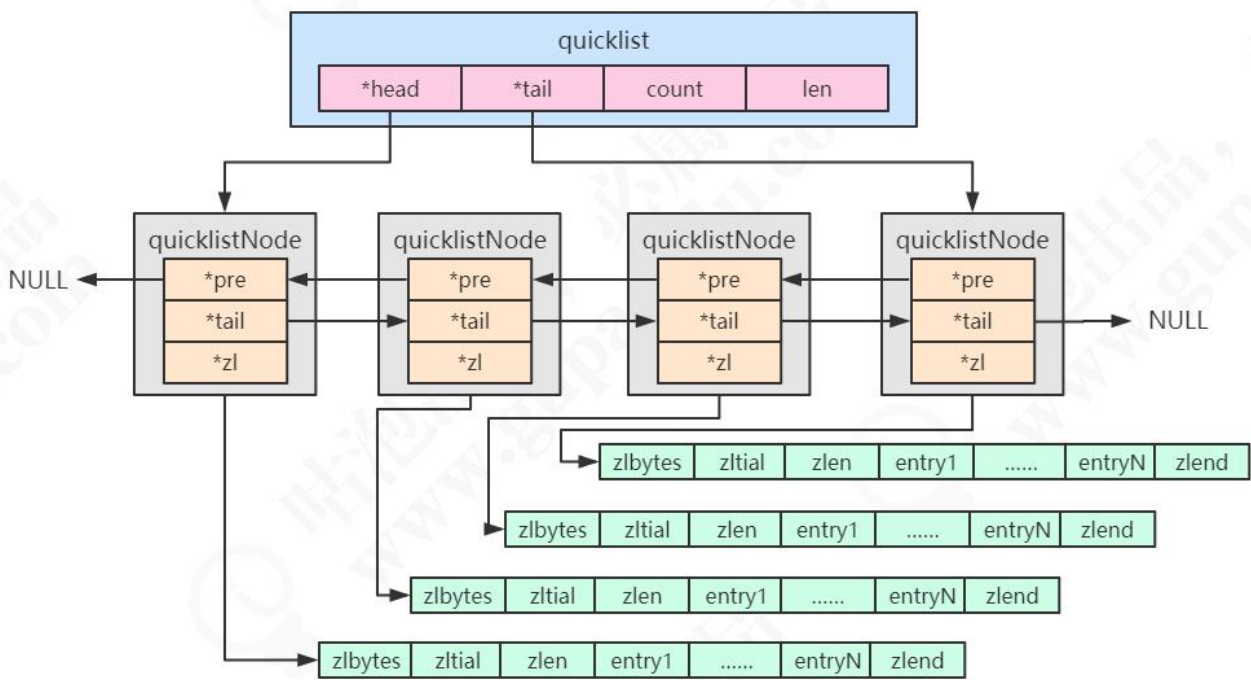 quicklist
*head *tail count len
quicklistNode quicklistNode quicklistNode quicklistNode
NULL *pre *pre *pre *pre
*tail *tail *tail *tail NULL
*zl *zl *zl *zl
zlbytes zltial zlen entry1 ...... entryN zlend
zlbytes zltial zlen entry1 ...... entryN zlend
zlbytes zltial zlen entry1 ...... entryN zlend
zlbytes zltial zlen entry1 ...... entryN zlend